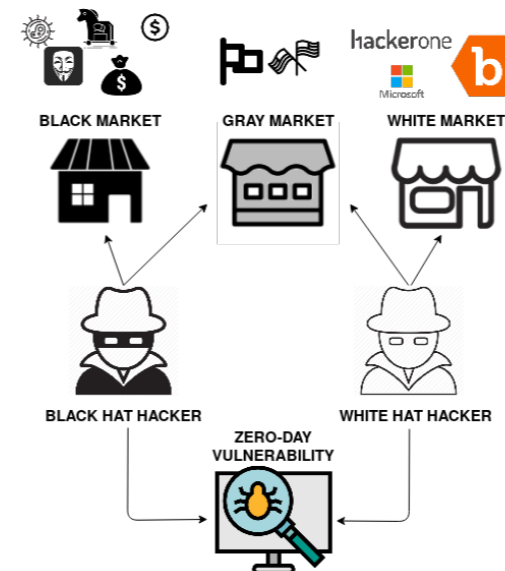 hackerone
b
Microsoft
BLACK MARKET
GRAY MARKET
WHITE MARKET
BLACK HAT HACKER
WHITE HAT HACKER
ZERO-DAY
VULNERABILITY
$
$